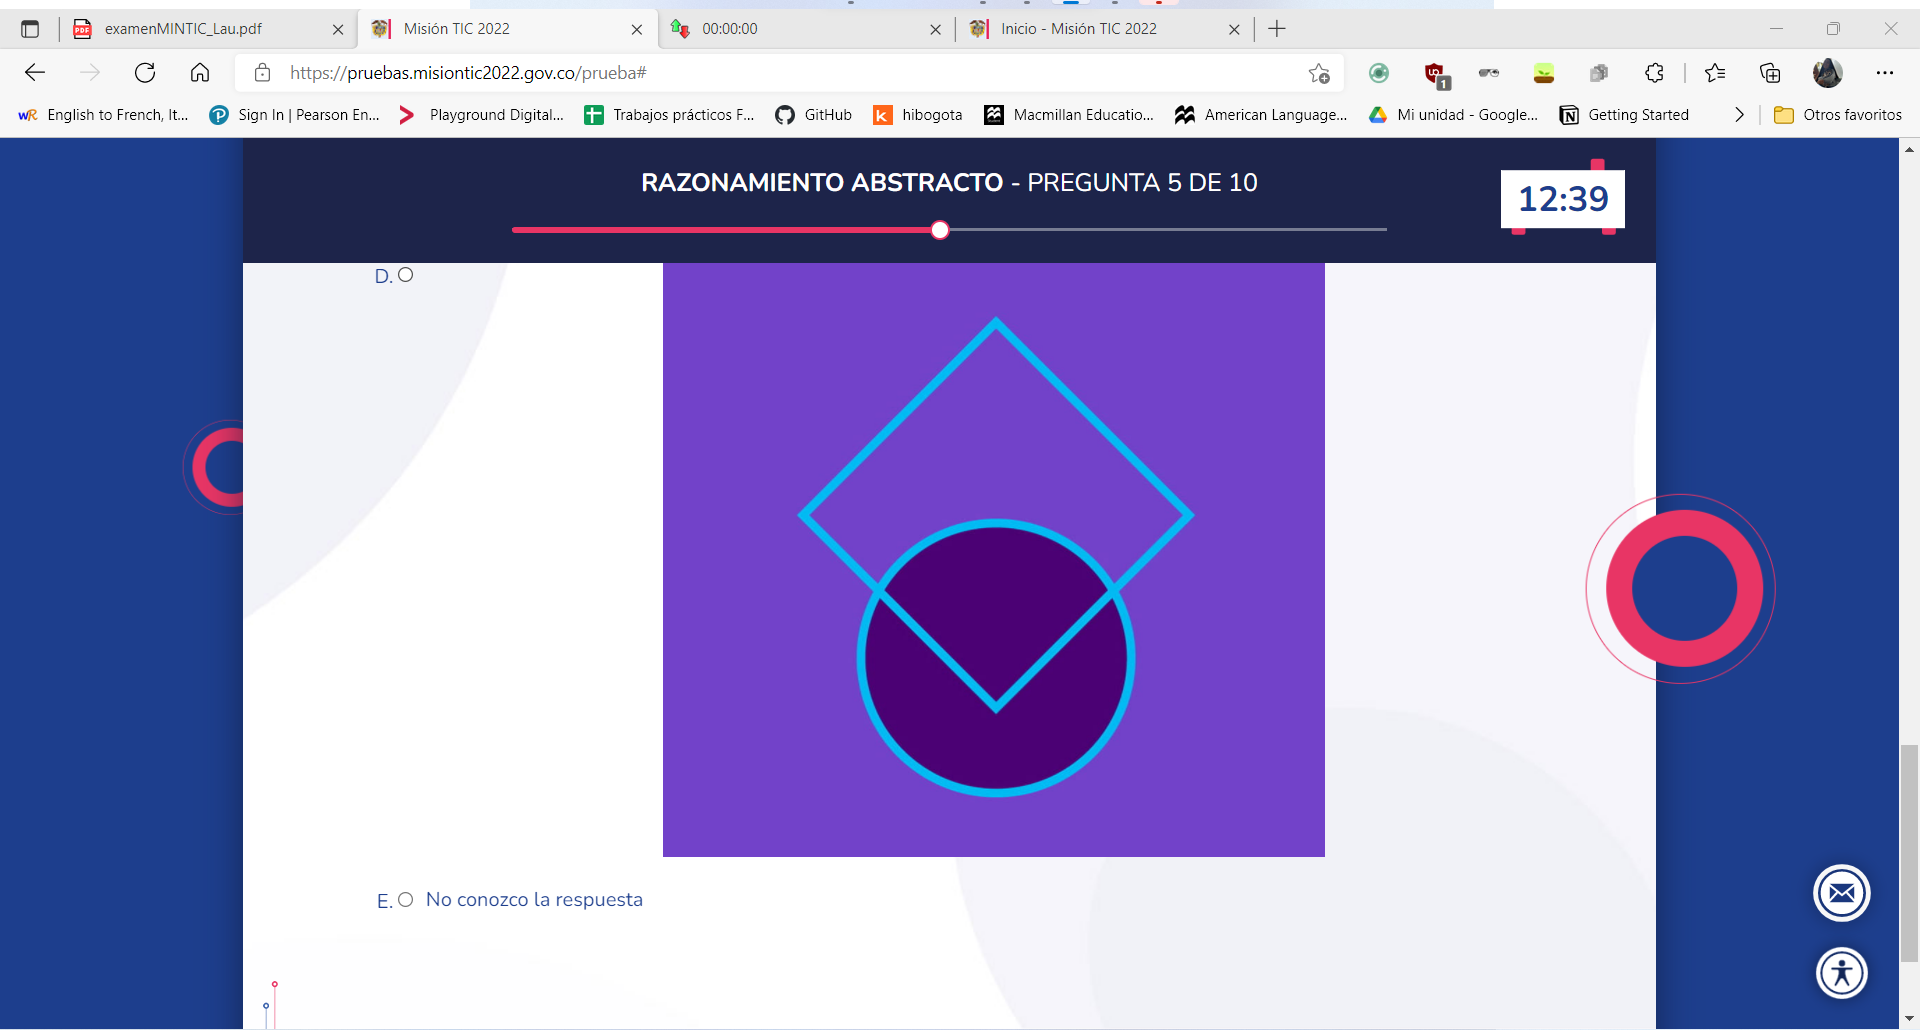 examenMINTIC_Lau.pdf
Misión TIC 2022
00:00:00
Inicio - Misión TIC 2022
https://pruebas.misiontic2022.gov.co/prueba#
1
English to French, It...
Sign In | Pearson En...
Playground Digital...
Trabajos prácticos F...
GitHub
hibogota
Macmillan Educatio...
American Language...
Mi unidad - Google...
Getting Started
Otros favoritos
RAZONAMIENTO ABSTRACTO - PREGUNTA 5 DE 10
12:39
D.
E. No conozco la respuesta